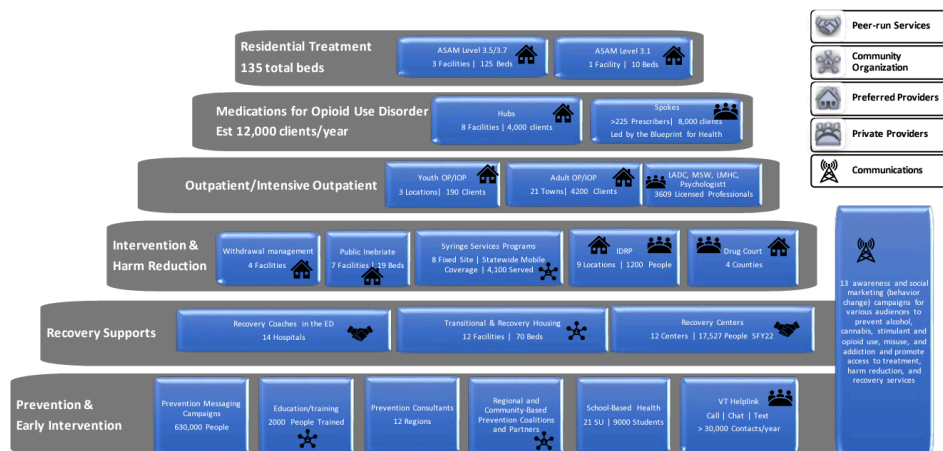 Peer-run Services
Community
Organization
Preferred Providers
Private Providers
Communications
Residential Treatment
135 total beds
ASAM Level 3.5/3.7
3 Facilities | 125 Beds
ASAM Level 3.1
1 Facility | 10 Beds
Medications for Opioid Use Disorder
Est 12,000 clients/year
Hubs
8 Facilities | 4,000 clients
Spokes
>225 Prescribers | 8,000 clients
Led by the Blueprint for Health
Outpatient/Intensive Outpatient
Youth OP/IOP
3 Locations| 190 Clients
Adult OP/IOP
21 Towns| 4200 Clients
LADC, MSW, LMHC,
Psychologistt
3609 Licensed Professionals
Intervention &
Harm Reduction
Withdrawal management
4 Facilities
Public Inebriate
7 Facilities | 19 Beds
Syringe Services Programs
8 Fixed Site | Statewide Mobile
Coverage | 4,100 Served
IDRP
9 Locations | 1200 People
Drug Court
4 Counties
Recovery Supports
Recovery Coaches in the ED
14 Hospitals
Transitional & Recovery Housing
12 Facilities | 70 Beds
Recovery Centers
12 Centers | 17,527 People SFY22
Prevention &
Early Intervention
Prevention Messaging
Campaigns
630,000 People
Education/training
2000 People Trained
Prevention Consultants
12 Regions
Regional and
Community-Based
Prevention Coalitions
and Partners
School-Based Health
21 SU | 9000 Students
VT Helplink
Call | Chat | Text
> 30,000 Contacts/year
13 awareness and social
marketing (behavior
change) campaigns for
various audiences to
prevent alcohol,
cannabis, stimulant and
opioid use, misuse, and
addiction and promote
access to treatment,
harm reduction, and
recovery services